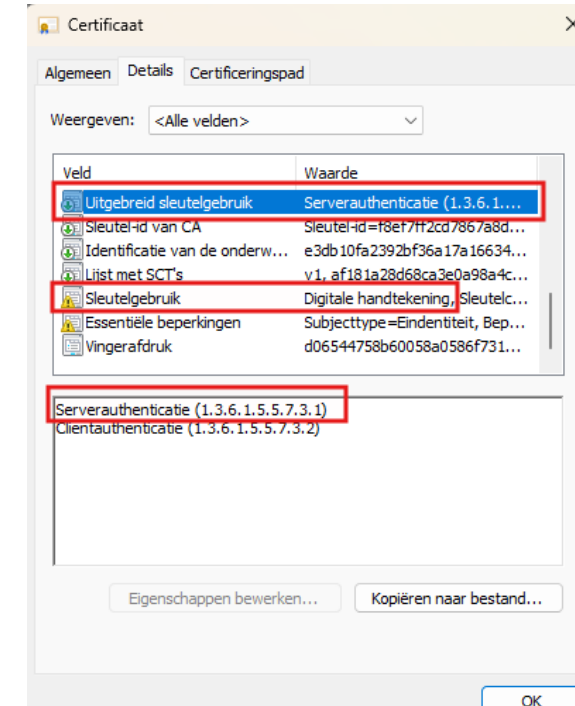 Certificaat
Algemeen Details Certificeringspad
Weergeven: <Alle velden>
Veld Waarde
Uitgebreid sleutelgebruik Serverauthenticatie (1.3.6.1....
Sleutel-id van CA Sleutel-id=f8ef7ff2cd7867a8d...
Identificatie van de onderw... e3db10fa2392bf36a17a16634...
Lijst met SCT's v1, af181a28d68ca3e0a98a4c...
Sleutelgebruik Digitale handtekening, Sleutelc...
Essentiële beperkingen Subjecttype=Eindentiteit, Bep...
Vingerafdruk d06544758b60058a0586f731...
Serverauthenticatie (1.3.6.1.5.5.7.3.1)
Clientauthenticatie (1.3.6.1.5.5.7.3.2)
Eigenschappen bewerken... Kopiëren naar bestand...
OK